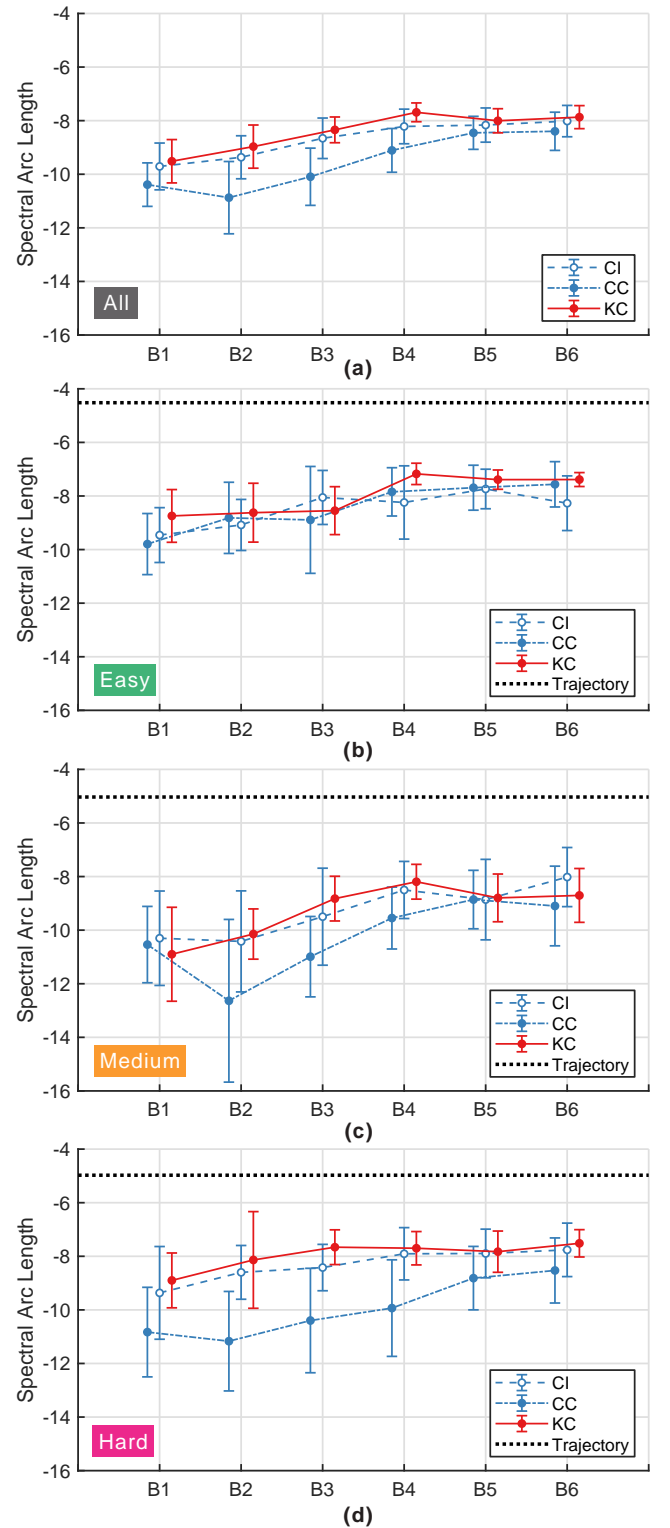 -4
-6
-8
-10
-12
-14
-16
Spectral Arc Length
All
CI
CC
KC
B1 B2 B3 B4 B5 B6
(a)
-4
-6
-8
-10
-12
-14
-16
Spectral Arc Length
Easy
CI
CC
KC
Trajectory
B1 B2 B3 B4 B5 B6
(b)
-4
-6
-8
-10
-12
-14
-16
Spectral Arc Length
Medium
CI
CC
KC
Trajectory
B1 B2 B3 B4 B5 B6
(c)
-4
-6
-8
-10
-12
-14
-16
Spectral Arc Length
Hard
CI
CC
KC
Trajectory
B1 B2 B3 B4 B5 B6
(d)